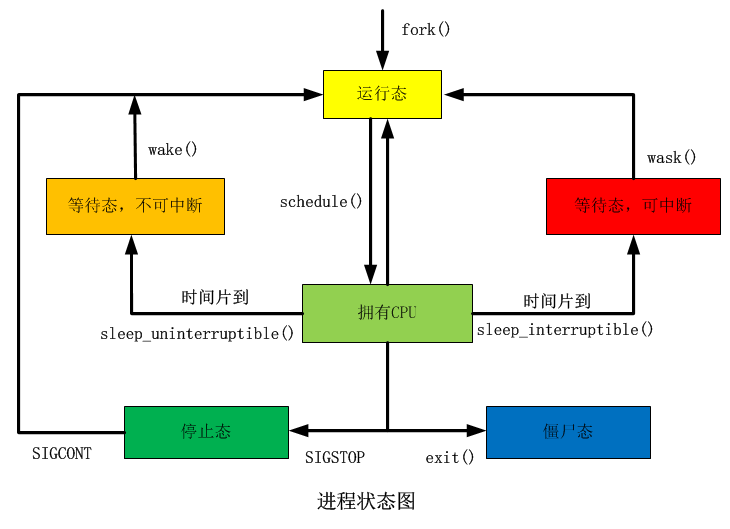 fork()
运行态
wake()
wask()
schedule()
等待态，不可中断
等待态，可中断
时间片到
拥有CPU
时间片到
sleep_uninterruptible()
sleep_interruptible()
停止态
僵尸态
SIGCONT
SIGSTOP
exit()
进程状态图